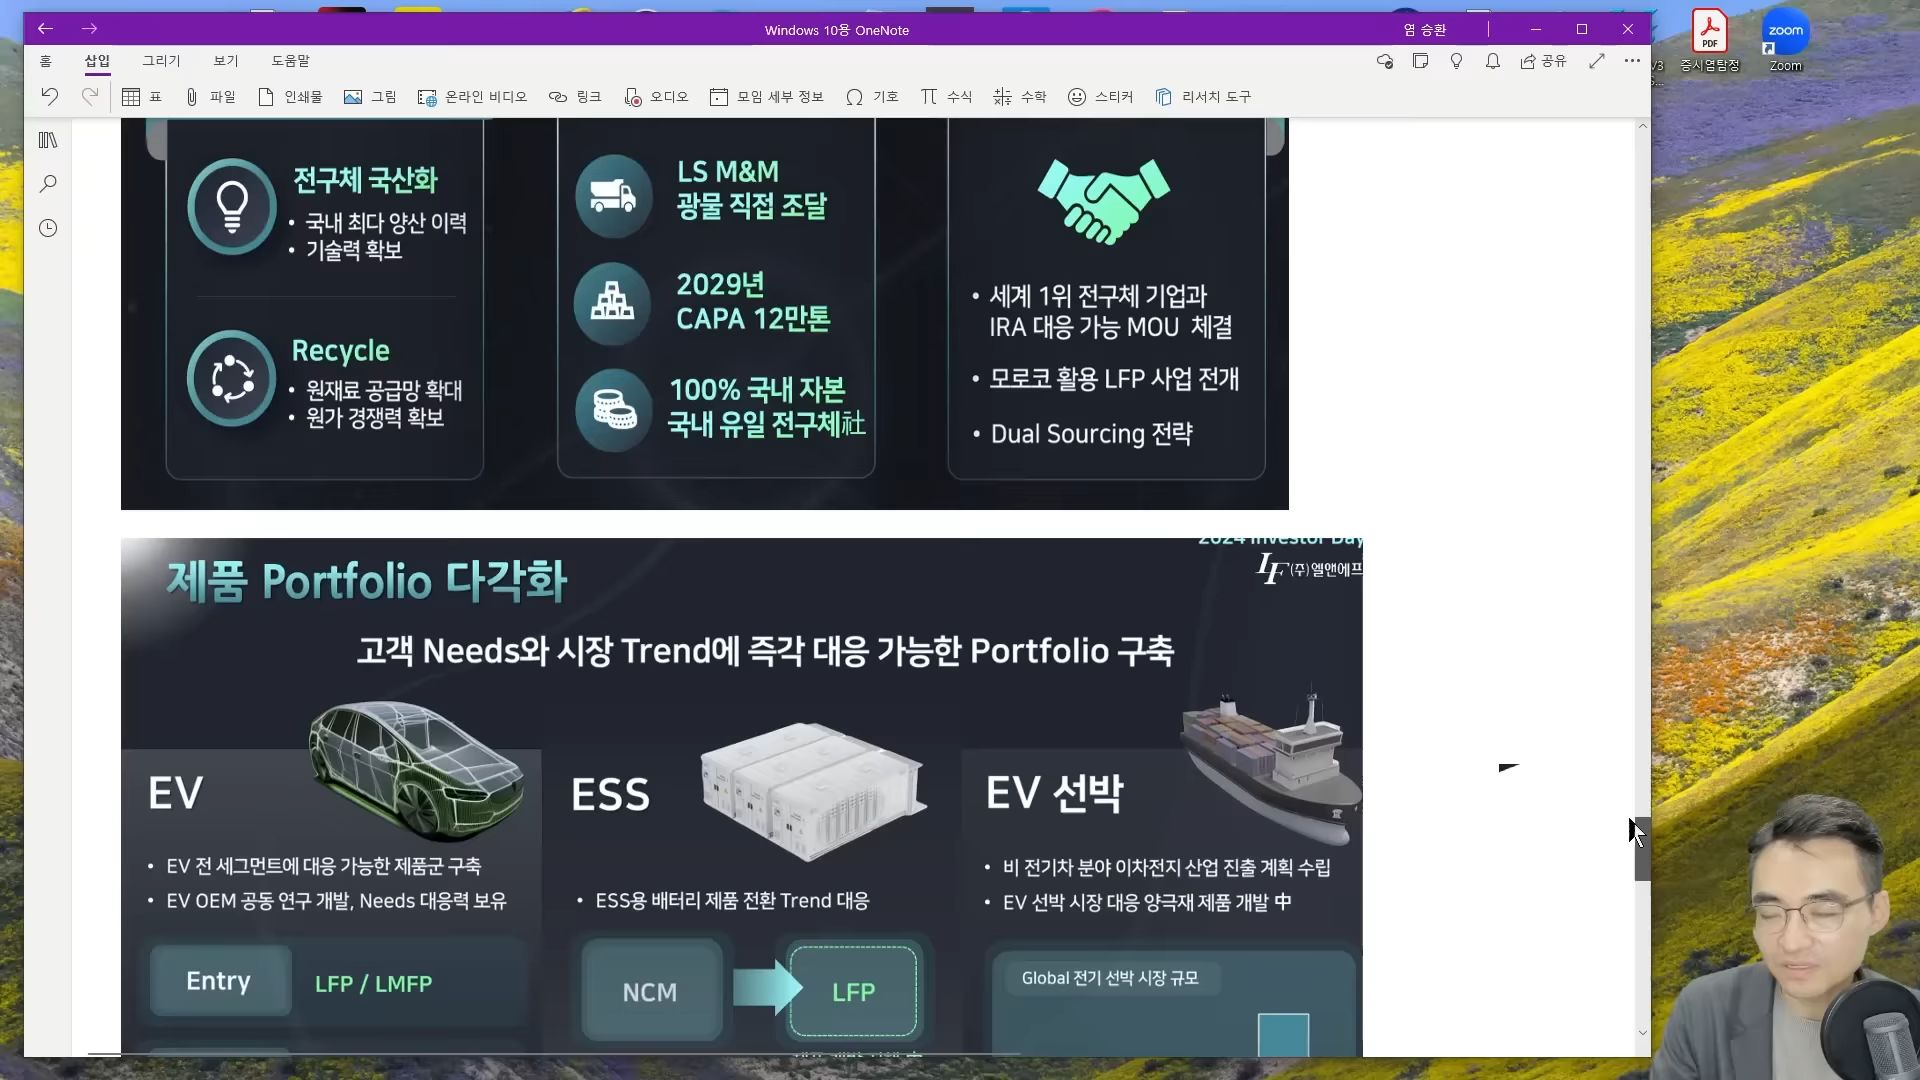 Windows 10용 OneNote
염 승환
홈
삽입
그리기
보기
도움말
공유
표
파일
인쇄물
그림
온라인 비디오
링크
오디오
모임 세부 정보
기호
수식
수학
스티커
리서치 도구
PDF
증시염탐정
zoom
Zoom
V3
전구체 국산화
• 국내 최다 양산 이력
• 기술력 확보
Recycle
• 원재료 공급망 확대
• 원가 경쟁력 확보
LS M&M
광물 직접 조달
2029년
CAPA 12만톤
100% 국내 자본
국내 유일 전구체社
• 세계 1위 전구체 기업과
IRA 대응 가능 MOU 체결
• 모로코 활용 LFP 사업 전개
• Dual Sourcing 전략
2024 Investor Day
LF (주)엘앤에프
제품 Portfolio 다각화
고객 Needs와 시장 Trend에 즉각 대응 가능한 Portfolio 구축
EV
• EV 전 세그먼트에 대응 가능한 제품군 구축
• EV OEM 공동 연구 개발, Needs 대응력 보유
Entry
LFP / LMFP
ESS
• ESS용 배터리 제품 전환 Trend 대응
NCM
LFP
EV 선박
• 비 전기차 분야 이차전지 산업 진출 계획 수립
• EV 선박 시장 대응 양극재 제품 개발 中
Global 전기 선박 시장 규모